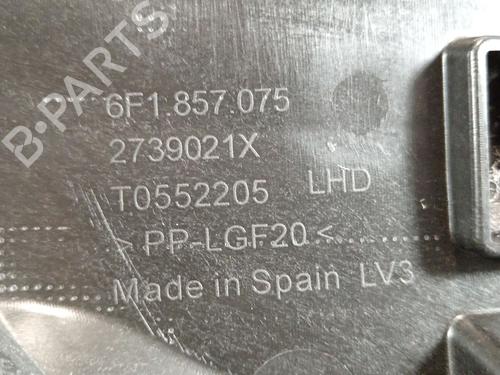 B-PARTS
6F1.857.075
2739021X
T0552205 LHD
> PP-LGF20 <
Made in Spain LV3